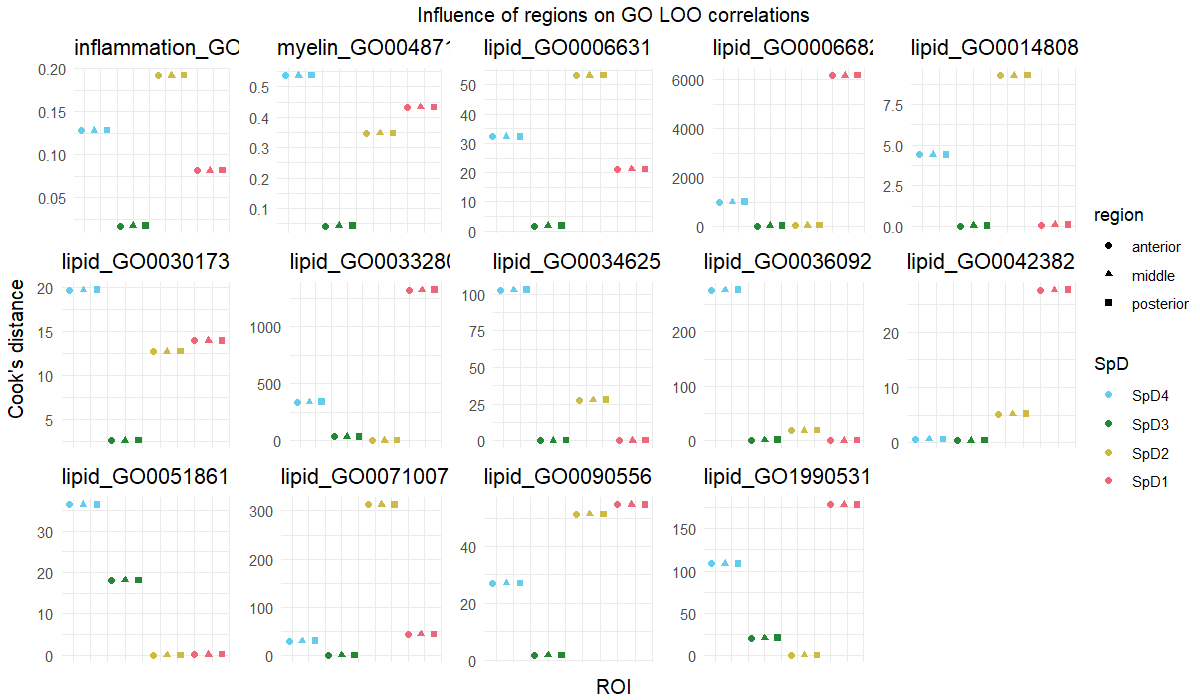 Influence of regions on GO LOO correlations
inflammation_GO
myelin_GO00487
lipid_GO0006631
lipid_GO0006682
lipid_GO0014808
0.20
0.15
0.10
0.05
0.5
0.4
0.3
0.2
0.1
50
40
30
20
10
0
6000
4000
2000
0
7.5
5.0
2.5
0.0
lipid_GO0030173
lipid_GO0033280
lipid_GO0034625
lipid_GO0036092
lipid_GO0042382
20
15
10
5
1000
500
0
100
75
50
25
0
200
100
0
20
10
0
lipid_GO0051861
lipid_GO0071007
lipid_GO0090556
lipid_GO1990531
30
20
10
0
300
200
100
0
40
20
0
150
100
50
0
Cook's distance
ROI
region
anterior
middle
posterior
SpD
SpD4
SpD3
SpD2
SpD1